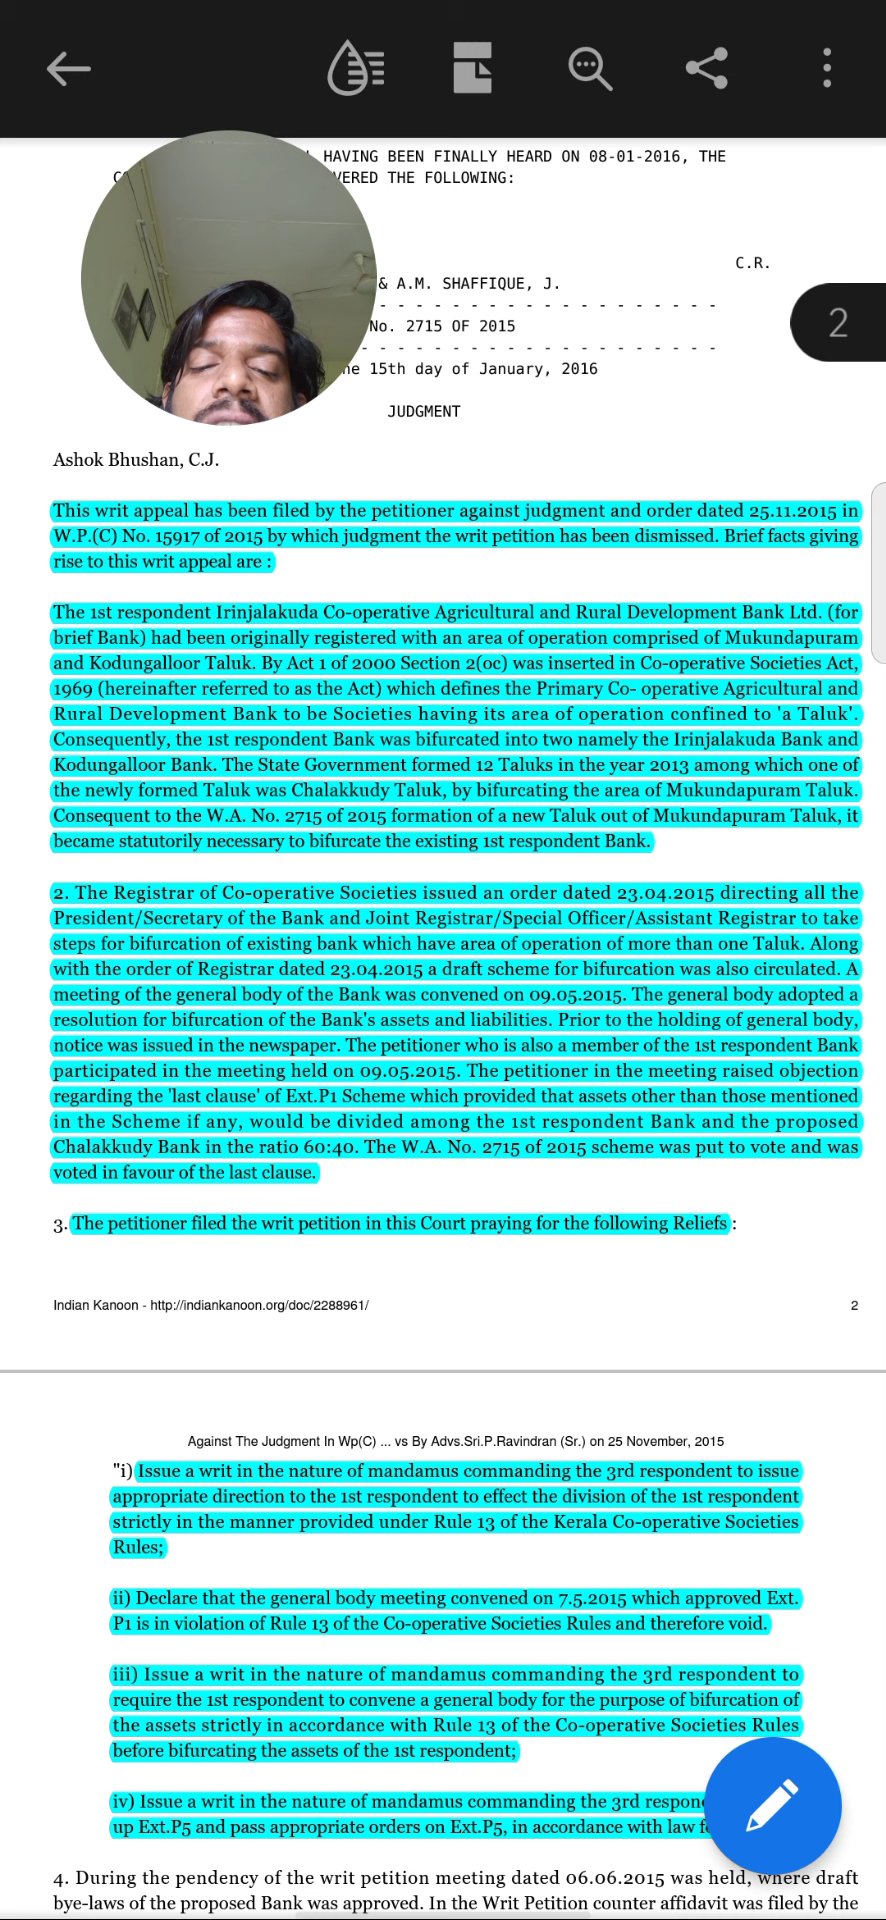 HAVING BEEN FINALLY HEARD ON 08-01-2016, THE
THE FOLLOWING:
C.R.
& A.M. SHAFFIQUE, J.
- - - - - - - - - - - - - - - - - - -
No. 2715 OF 2015
- - - - - - - - - - - - - - - - - - - -
15th day of January, 2016
2
JUDGMENT
Ashok Bhushan, C.J.
This writ appeal has been filed by the petitioner against judgment and order dated 25.11.2015 in
W.P.(C) No. 15917 of 2015 by which judgment the writ petition has been dismissed. Brief facts giving
rise to this writ appeal are :
The 1st respondent Irinjalakuda Co-operative Agricultural and Rural Development Bank Ltd. (for
brief Bank) had been originally registered with an area of operation comprised of Mukundapuram
and Kodungalloor Taluk. By Act 1 of 2000 Section 2(oc) was inserted in Co-operative Societies Act,
1969 (hereinafter referred to as the Act) which defines the Primary Co- operative Agricultural and
Rural Development Bank to be Societies having its area of operation confined to 'a Taluk'.
Consequently, the 1st respondent Bank was bifurcated into two namely the Irinjalakuda Bank and
Kodungalloor Bank. The State Government formed 12 Taluks in the year 2013 among which one of
the newly formed Taluk was Chalakkudy Taluk, by bifurcating the area of Mukundapuram Taluk.
Consequent to the W.A. No. 2715 of 2015 formation of a new Taluk out of Mukundapuram Taluk, it
became statutorily necessary to bifurcate the existing 1st respondent Bank.
2. The Registrar of Co-operative Societies issued an order dated 23.04.2015 directing all the
President/Secretary of the Bank and Joint Registrar/Special Officer/Assistant Registrar to take
steps for bifurcation of existing bank which have area of operation of more than one Taluk. Along
with the order of Registrar dated 23.04.2015 a draft scheme for bifurcation was also circulated. A
meeting of the general body of the Bank was convened on 09.05.2015. The general body adopted a
resolution for bifurcation of the Bank's assets and liabilities. Prior to the holding of general body,
notice was issued in the newspaper. The petitioner who is also a member of the 1st respondent Bank
participated in the meeting held on 09.05.2015. The petitioner in the meeting raised objection
regarding the 'last clause' of Ext.P1 Scheme which provided that assets other than those mentioned
in the Scheme if any, would be divided among the 1st respondent Bank and the proposed
Chalakkudy Bank in the ratio 60:40. The W.A. No. 2715 of 2015 scheme was put to vote and was
voted in favour of the last clause.
3. The petitioner filed the writ petition in this Court praying for the following Reliefs :
Indian Kanoon - http://indiankanoon.org/doc/2288961/ 2
Against The Judgment In Wp(C) ... vs By Advs.Sri.P.Ravindran (Sr.) on 25 November, 2015
"i) Issue a writ in the nature of mandamus commanding the 3rd respondent to issue
appropriate direction to the 1st respondent to effect the division of the 1st respondent
strictly in the manner provided under Rule 13 of the Kerala Co-operative Societies
Rules;
ii) Declare that the general body meeting convened on 7.5.2015 which approved Ext.
P1 is in violation of Rule 13 of the Co-operative Societies Rules and therefore void.
iii) Issue a writ in the nature of mandamus commanding the 3rd respondent to
require the 1st respondent to convene a general body for the purpose of bifurcation of
the assets strictly in accordance with Rule 13 of the Co-operative Societies Rules
before bifurcating the assets of the 1st respondent;
iv) Issue a writ in the nature of mandamus commanding the 3rd
up Ext.P5 and pass appropriate orders on Ext.P5, in accordance with law
4. During the pendency of the writ petition meeting dated 06.06.2015 was held, where draft
bye-laws of the proposed Bank was approved. In the Writ Petition counter affidavit was filed by the